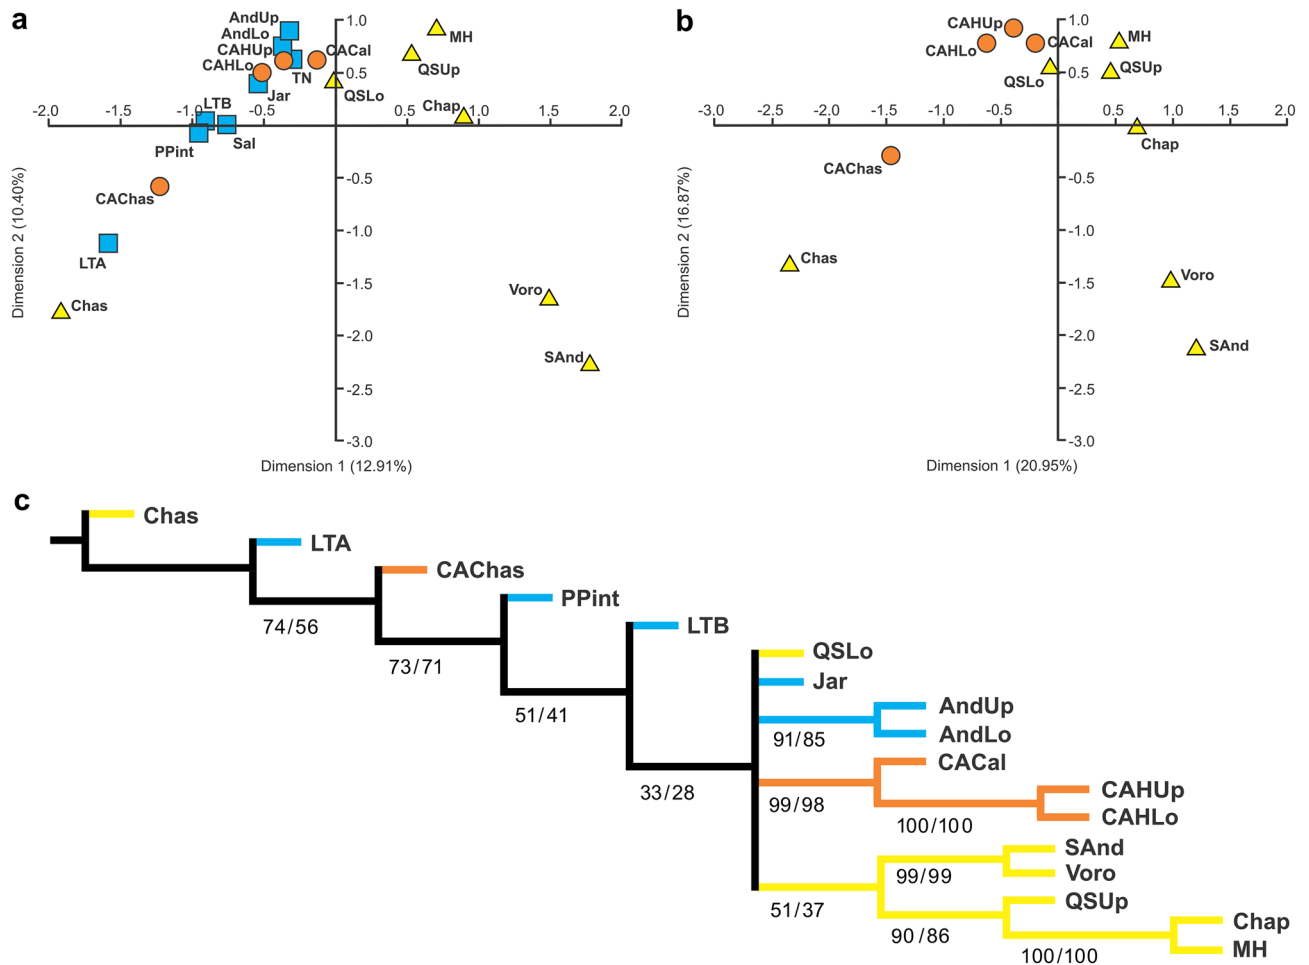 a
AndUp
AndLo
CAHUp
CAHLo
CACal
TN
Jar
QSLo
MH
QSUp
Chap
LTB
Sal
PPint
CAChas
LTA
Chas
Voro
SAnd
-2.0 -1.5 -1.0 -0.5 0.5 1.0 1.5 2.0
1.0
0.5
-0.5
-1.0
-1.5
-2.0
-2.5
-3.0
Dimension 2 (10.40%)
Dimension 1 (12.91%)
b
CAHUp
CAHLo
CACal
QSLo
MH
QSUp
Chap
CAChas
Chas
Voro
SAnd
-3.0 -2.5 -2.0 -1.5 -1.0 -0.5 0.5 1.0 1.5 2.0
1.0
0.5
-0.5
-1.0
-1.5
-2.0
-2.5
-3.0
Dimension 2 (16.87%)
Dimension 1 (20.95%)
c
Chas
LTA
74/56
CAChas
73/71
PPint
51/41
LTB
33/28
QSLo
Jar
AndUp
91/85
AndLo
CACal
99/98
CAHUp
100/100
CAHLo
SAnd
99/99
Voro
51/37
QSUp
90/86
Chap
100/100
MH